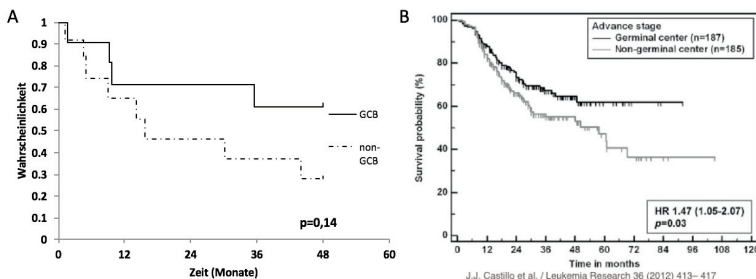 A
Wahrscheinlichkeit
1
0.9
0.8
0.7
0.6
0.5
0.4
0.3
0.2
0.1
0
0 12 24 36 48 60
Zeit (Monate)
GCB
non-
GCB
p=0,14
B
Survival probability (%)
100
80
60
40
20
0
0 12 24 36 48 60 72 84 96 108 120
Time in months
Advance stage
Germinal center (n=187)
Non-germinal center (n=185)
HR 1.47 (1.05-2.07)
p=0.03
J.J. Castillo et al. / Leukemia Research 36 (2012) 413– 417